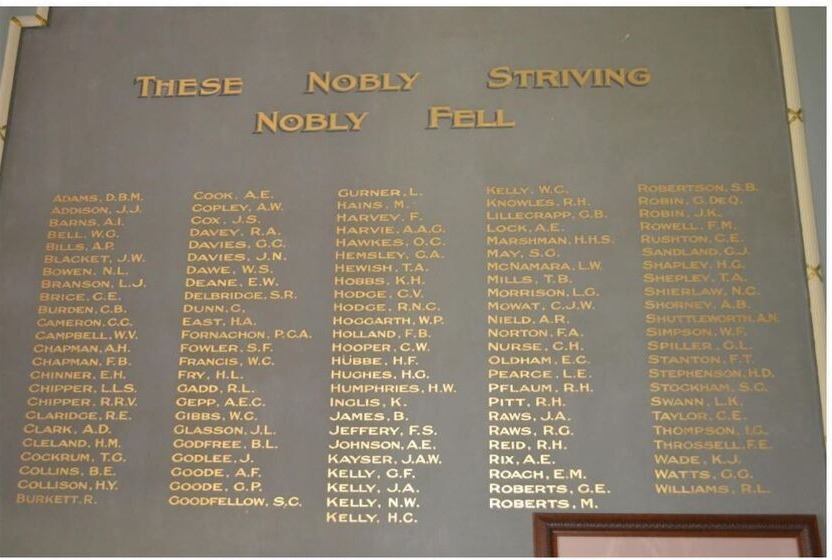 THESE NOBLY STRIVING
NOBLY FELL
ADAMS, D.B.M.
ADDISON, J.J.
BARNS, A.I.
BELL, W.G.
BILLS, A.P.
BLACKET, J.W.
BOWEN, N.L.
BRANSON, L.J.
BRICE, C.E.
BURDEN, C.B.
CAMERON, C.C.
CAMPBELL, W.V.
CHAPMAN, A.H.
CHAPMAN, F.B.
CHINNER, E.H.
CHIPPER, L.L.S.
CHIPPER, R.R.V.
CLARIDGE, R.E.
CLARK, A.D.
CLELAND, H.M.
COCKRUM, T.G.
COLLINS, B.E.
COLLISON, H.Y.
BURKETT, R.
COOK, A.E.
COPLEY, A.W.
COX, J.S.
DAVEY, R.A.
DAVIES, G.C.
DAVIES, J.N.
DAWE, W.S.
DEANE, E.W.
DELBRIDGE, S.R.
DUNN, C.
EAST, H.A.
FORNACHON, P.C.A.
FOWLER, S.F.
FRANCIS, W.C.
FRY, H.L.
GADD, R.L.
GEPP, A.E.C.
GIBBS, W.C.
GLASSON, J.L.
GODFREE, B.L.
GODLEE, J.
GOODE, A.F.
GOODE, G.P.
GOODFELLOW, S.C.
GURNER, L.
HAINS, M.
HARVEY, F.
HARVIE, A.A.G.
HAWKES, O.C.
HEMSLEY, C.A.
HEWISH, T.A.
HOBBS, K.H.
HODGE, C.V.
HODGE, R.N.C.
HOGGARTH, W.P.
HOLLAND, F.B.
HOOPER, C.W.
HÜBBE, H.F.
HUGHES, H.G.
HUMPHRIES, H.W.
INGLIS, K.
JAMES, B.
JEFFERY, F.S.
JOHNSON, A.E.
KAYSER, J.A.W.
KELLY, C.F.
KELLY, J.A.
KELLY, N.W.
KELLY, H.C.
KELLY, W.C.
KNOWLES, R.H.
LILLECRAPP, G.B.
LOCK, A.E.
MARSHMAN, H.H.S.
MAY, S.G.
MCNAMARA, L.W.
MILLS, T.B.
MORRISON, L.G.
MOWAT, C.J.W.
NIELD, A.R.
NORTON, F.A.
NURSE, C.H.
OLDHAM, E.C.
PEARCE, L.E.
PFLAUM, R.H.
PITT, R.H.
RAWS, J.A.
RAWS, R.G.
REID, R.H.
RIX, A.E.
ROACH, E.M.
ROBERTS, G.E.
ROBERTS, M.
ROBERTSON, S.B.
ROBIN, G. DE Q.
ROBIN, J.K.
ROWELL, F.M.
RUSHTON, C.E.
SANDLAND, C.J.
SHAPLEY, H.G.
SHEPLEY, T.A.
SHIERLAW, N.C.
SHORNEY, A.B.
SHUTTLEWORTH, A.N.
SIMPSON, W.F.
SPILLER, O.L.
STANTON, F.T.
STEPHENSON, H.D.
STOCKHAM, S.C.
SWANN, L.K.
TAYLOR, C.E.
THOMPSON, I.G.
THROSSELL, F.E.
WADE, K.J.
WATTS, G.G.
WILLIAMS, R.L.